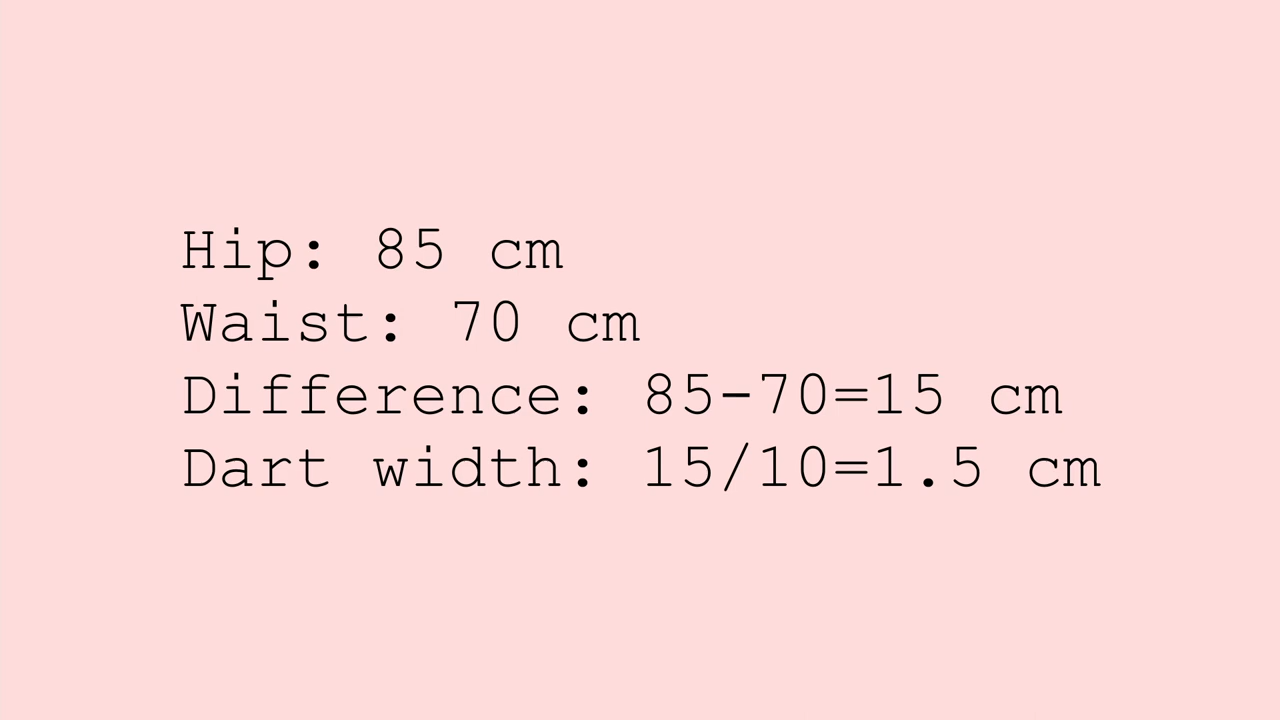 Hip: 85 cm
Waist: 70 cm
Difference: 85-70=15 cm
Dart width: 15/10=1.5 cm